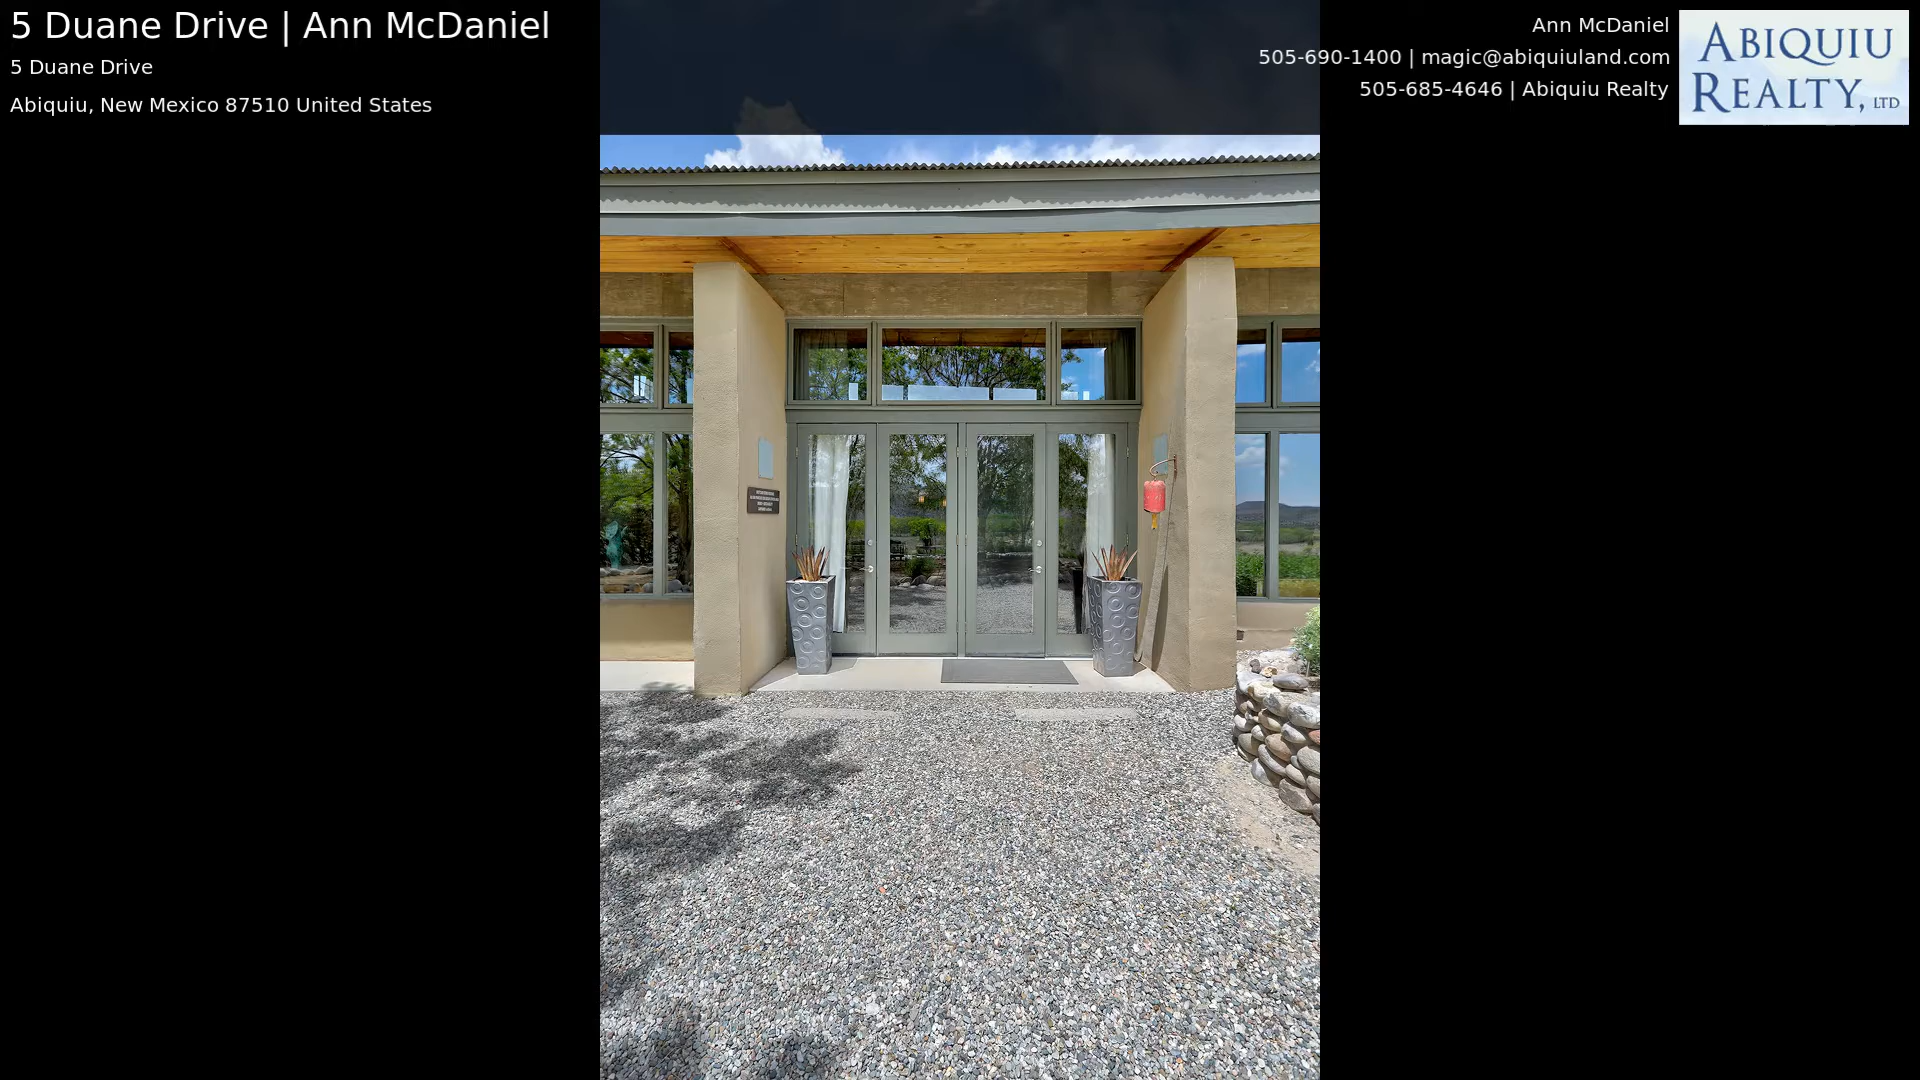 5 Duane Drive | Ann McDaniel
5 Duane Drive
Abiquiu, New Mexico 87510 United States
Ann McDaniel
505-690-1400 | magic@abiquiuland.com
505-685-4646 | Abiquiu Realty
ABIQUIU
REALTY, LTD